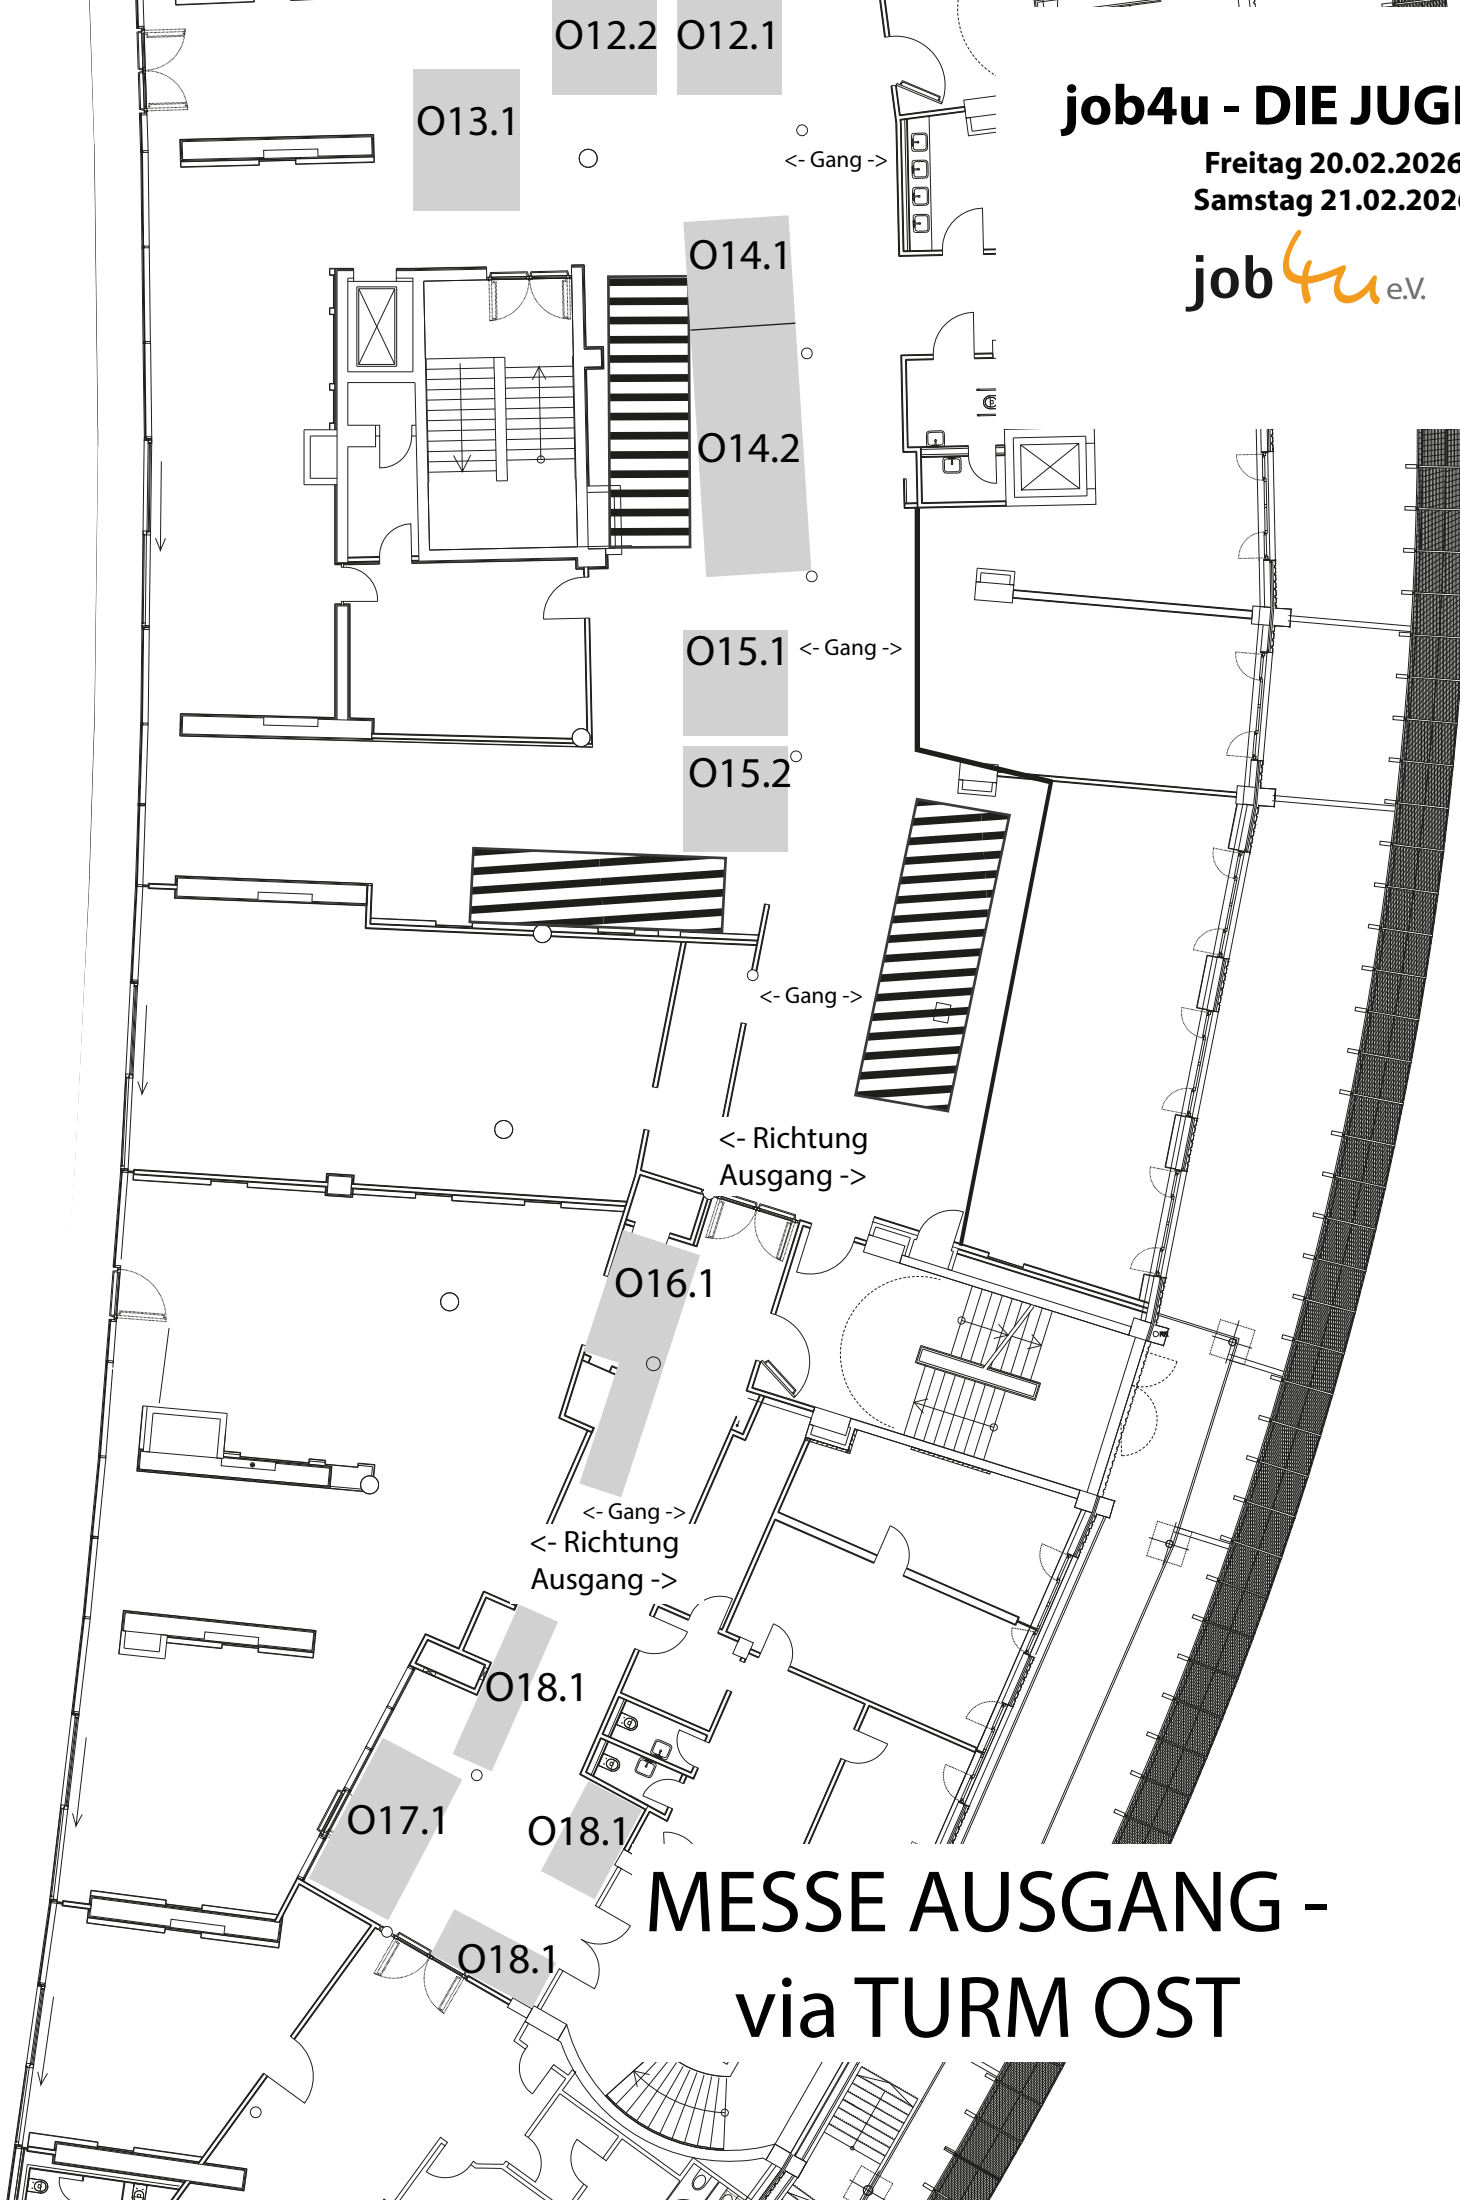 O12.2 O12.1
job4u - DIE JUG
O13.1
<- Gang ->
Freitag 20.02.2026
Samstag 21.02.202
O14.1
job4u e.V.
O14.2
O15.1 <- Gang ->
O15.2
<- Gang ->
<- Richtung
Ausgang ->
O16.1
<- Gang ->
<- Richtung
Ausgang ->
O18.1
O17.1
O18.1
MESSE AUSGANG -
O18.1
via TURM OST